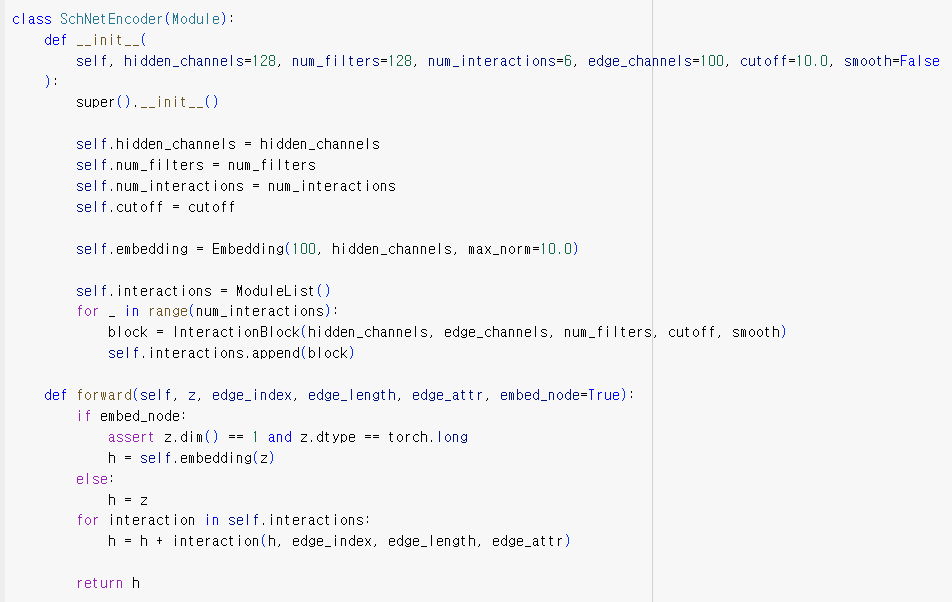 class SchNetEncoder(Module):
    def __init__(
        self, hidden_channels=128, num_filters=128, num_interactions=6, edge_channels=100, cutoff=10.0, smooth=False
    ):
        super().__init__()

        self.hidden_channels = hidden_channels
        self.num_filters = num_filters
        self.num_interactions = num_interactions
        self.cutoff = cutoff

        self.embedding = Embedding(100, hidden_channels, max_norm=10.0)

        self.interactions = ModuleList()
        for _ in range(num_interactions):
            block = InteractionBlock(hidden_channels, edge_channels, num_filters, cutoff, smooth)
            self.interactions.append(block)

    def forward(self, z, edge_index, edge_length, edge_attr, embed_node=True):
        if embed_node:
            assert z.dim() == 1 and z.dtype == torch.long
            h = self.embedding(z)
        else:
            h = z
        for interaction in self.interactions:
            h = h + interaction(h, edge_index, edge_length, edge_attr)

        return h